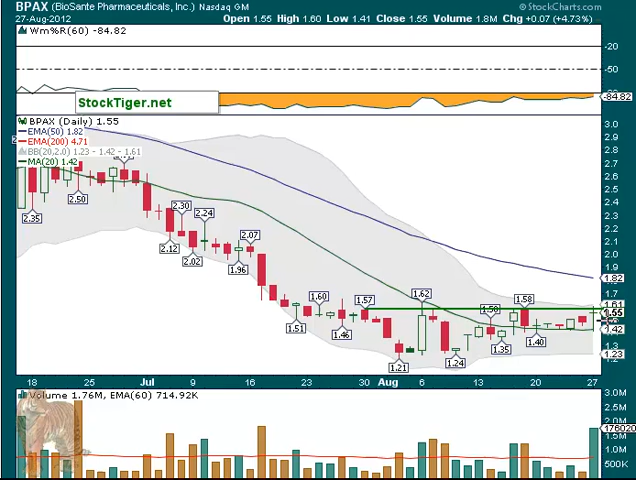 BPAX (BioSante Pharmaceuticals, Inc.) Nasdaq GM © StockCharts.com
27-Aug-2012 Open 1.55 High 1.60 Low 1.41 Close 1.55 Volume 1.8M Chg +0.07 (+4.73%)
Wm%R(60) -84.82
-20
-50
-84.82
StockTiger.net
BPAX (Daily) 1.55
EMA(50) 1.82
EMA(200) 4.71
BB(20,2.0) 1.23 - 1.42 - 1.61
MA(20) 1.42
3.0
2.9
2.8
2.7
2.6
2.5
2.4
2.3
2.2
2.1
2.0
1.9
1.82
1.7
1.61
1.55
1.42
1.3
1.23
2.35
2.50
2.12
2.30
2.02
2.24
1.96
2.07
1.51
1.60
1.46
1.57
1.21
1.62
1.24
1.50
1.35
1.58
1.40
18 25 Jul 9 16 23 30 Aug 6 13 20 27
Volume 1.76M, EMA(60) 714.92K
3.0M
2.5M
176020
1.5M
1.0M
500K